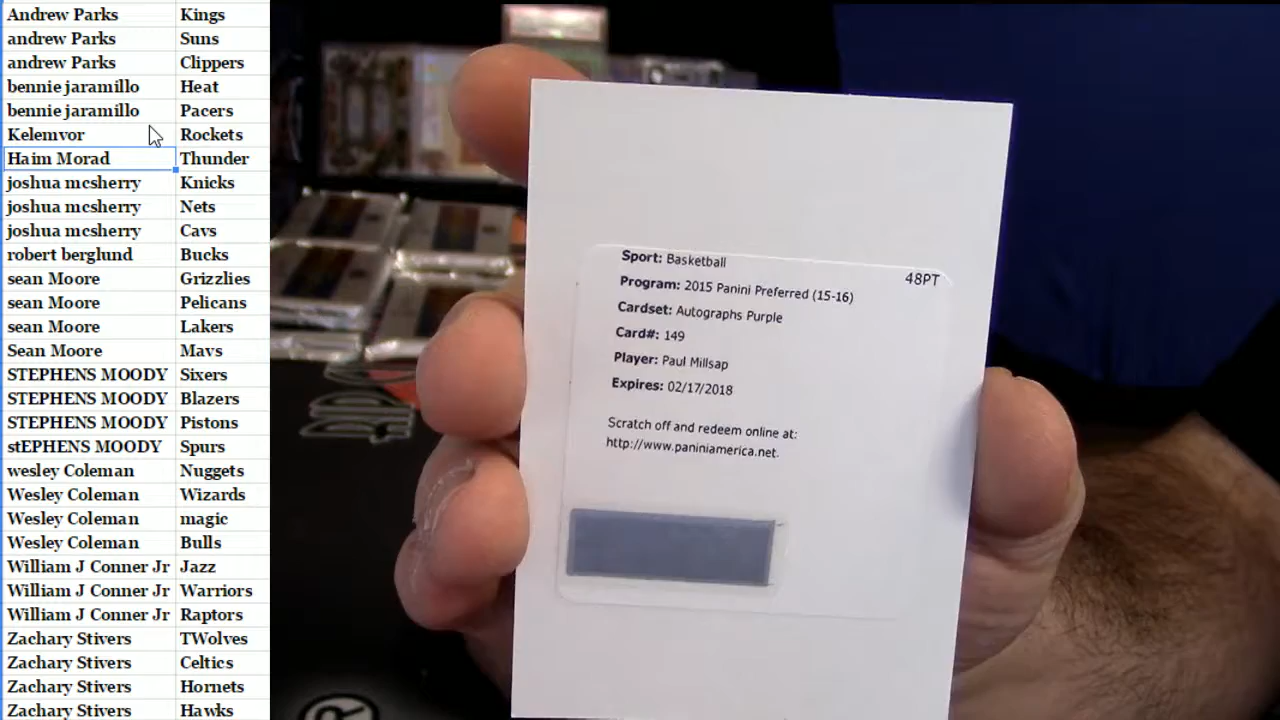 Andrew Parks Kings
andrew Parks Suns
andrew Parks Clippers
bennie jaramillo Heat
bennie jaramillo Pacers
Kelemvor Rockets
Haim Morad Thunder
joshua mcsherry Knicks
joshua mcsherry Nets
joshua mcsherry Cavs
robert berglund Bucks
sean Moore Grizzlies
sean Moore Pelicans
sean Moore Lakers
Sean Moore Mavs
STEPHENS MOODY Sixers
STEPHENS MOODY Blazers
STEPHENS MOODY Pistons
stEPHENS MOODY Spurs
wesley Coleman Nuggets
Wesley Coleman Wizards
Wesley Coleman magic
Wesley Coleman Bulls
William J Conner Jr Jazz
William J Conner Jr Warriors
William J Conner Jr Raptors
Zachary Stivers TWolves
Zachary Stivers Celtics
Zachary Stivers Hornets
Zachary Stivers Hawks
Sport: Basketball
48PT
Program: 2015 Panini Preferred (15-16)
Cardset: Autographs Purple
Card#: 149
Player: Paul Millsap
Expires: 02/17/2018
Scratch off and redeem online at:
http://www.paniniamerica.net.